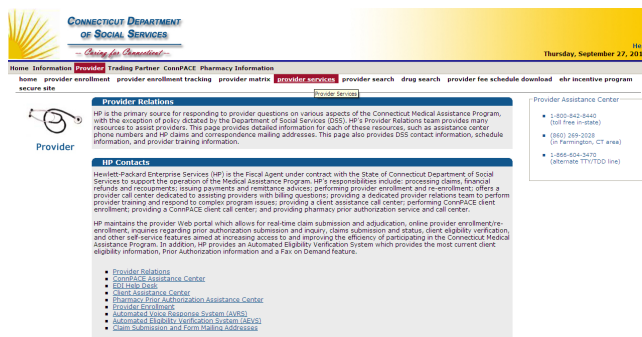 CONNECTICUT DEPARTMENT
OF SOCIAL SERVICES
-- Caring for Connecticut --
He
Thursday, September 27, 201
Home Information Provider Trading Partner ConnPACE Pharmacy Information
home provider enrollment provider enrollment tracking provider matrix provider services provider search drug search provider fee schedule download ehr incentive program
secure site
Provider Services
Provider
Provider Relations
HP is the primary source for responding to provider questions on various aspects of the Connecticut Medical Assistance Program,
with the exception of policy dictated by the Department of Social Services (DSS). HP's Provider Relations team provides many
resources to assist providers. This page provides detailed information for each of these resources, such as assistance center
phone numbers and HP claims and correspondence mailing addresses. This page also provides DSS contact information, schedule
information, and provider training information.
HP Contacts
Hewlett-Packard Enterprise Services (HP) is the Fiscal Agent under contract with the State of Connecticut Department of Social
Services to support the operation of the Medical Assistance Program. HP's responsibilities include: processing claims, financial
refunds and recoupments; issuing payments and remittance advices; performing provider enrollment and re-enrollment; offers a
provider call center dedicated to assisting providers with billing questions; providing a dedicated provider relations team to perform
provider training and respond to complex program issues; providing a client assistance call center; performing ConnPACE client
enrollment; providing a ConnPACE client call center; and providing pharmacy prior authorization service and call center.
HP maintains the provider Web portal which allows for real-time claim submission and adjudication, online provider enrollment/re-
enrollment, inquiries regarding prior authorization submission and inquiry, claims submission and status, client eligibility verification,
and other self-service features aimed at increasing access to and improving the efficiency of participating in the Connecticut Medical
Assistance Program. In addition, HP provides an Automated Eligibility Verification System which provides the most current client
eligibility information, Prior Authorization information and a Fax on Demand feature.
Provider Relations
ConnPACE Assistance Center
EDI Help Desk
Client Assistance Center
Pharmacy Prior Authorization Assistance Center
Provider Enrollment
Automated Voice Response System (AVRS)
Automated Eligibility Verification System (AEVS)
Claim Submission and Form Mailing Addresses
Provider Assistance Center
1-800-842-8440
(toll free in-state)
(860) 269-2028
(in Farmington, CT area)
1-866-604-3470
(alternate TTY/TDD line)